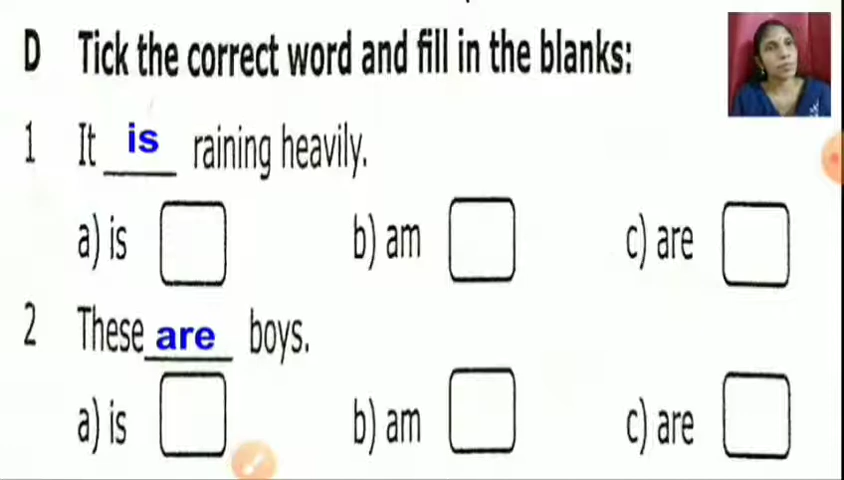 D Tick the correct word and fill in the blanks:
1 It is raining heavily.
a) is b) am c) are
2 These are boys.
a) is b) am c) are